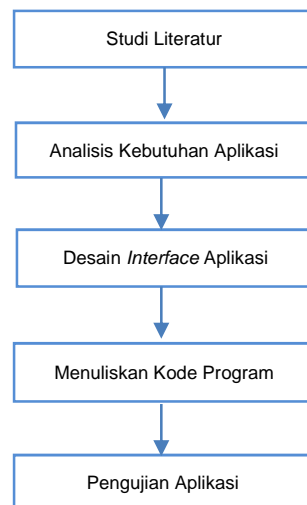 Studi Literatur
Analisis Kebutuhan Aplikasi
Desain Interface Aplikasi
Menuliskan Kode Program
Pengujian Aplikasi